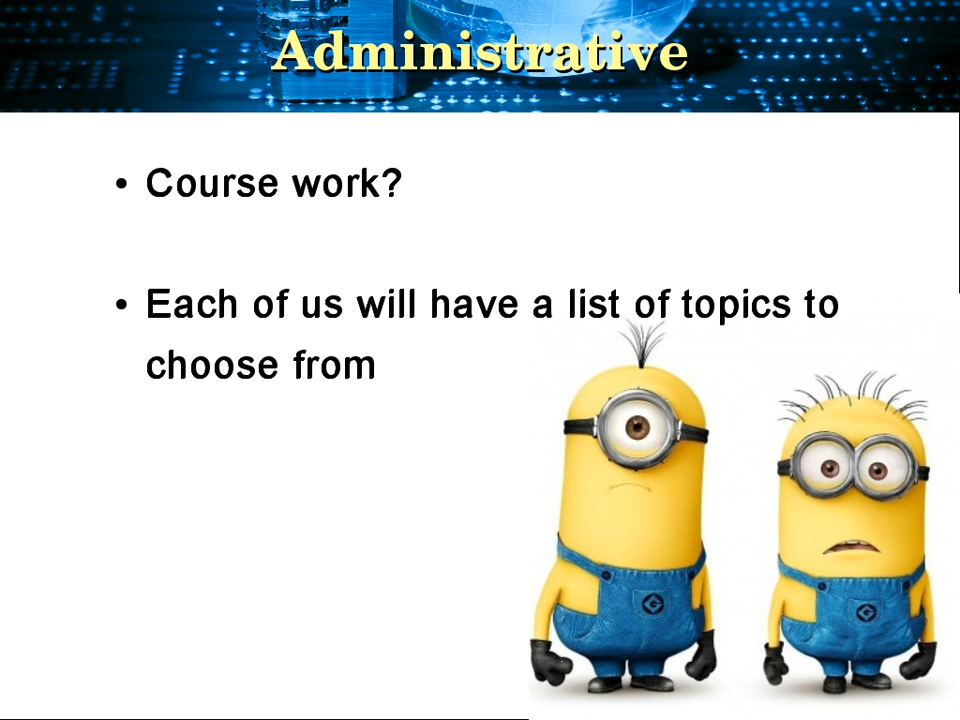 Administrative
• Course work?
• Each of us will have a list of topics to
choose from